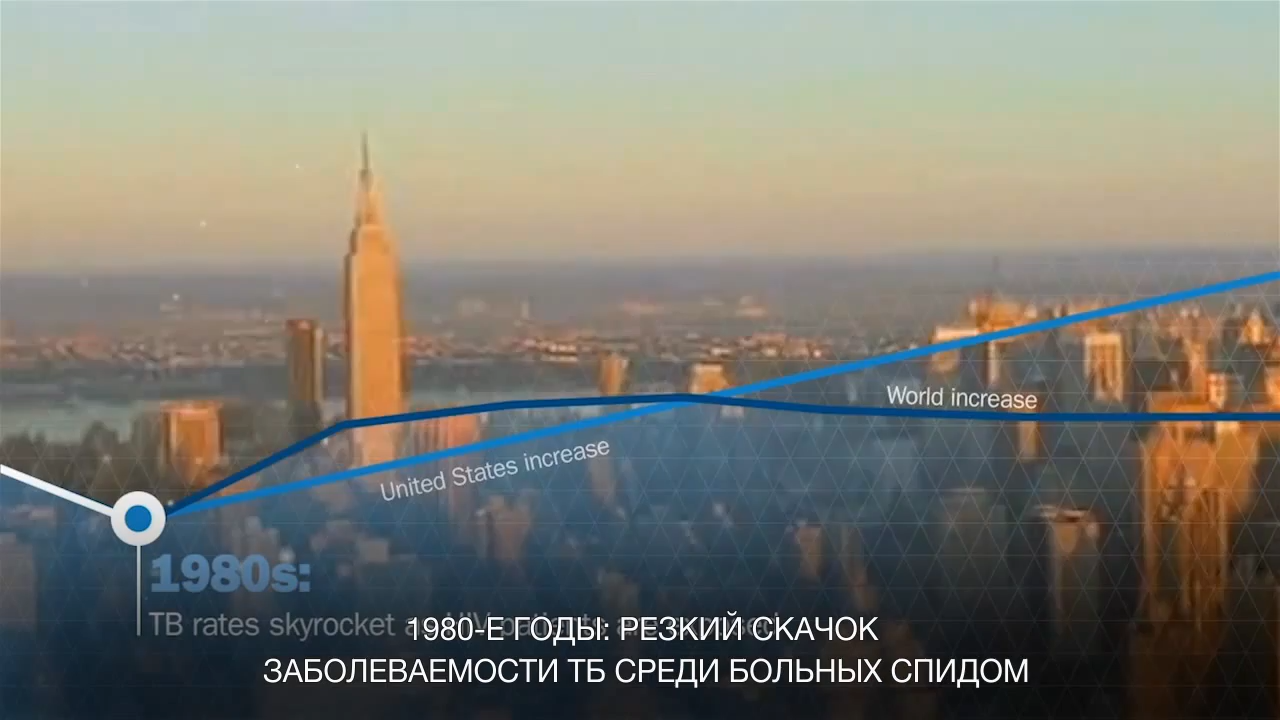 World increase
United States increase
1980s:
TB rates skyrocket
1980-Е ГОДЫ: РЕЗКИЙ СКАЧОК
ЗАБОЛЕВАЕМОСТИ ТБ СРЕДИ БОЛЬНЫХ СПИДОМ